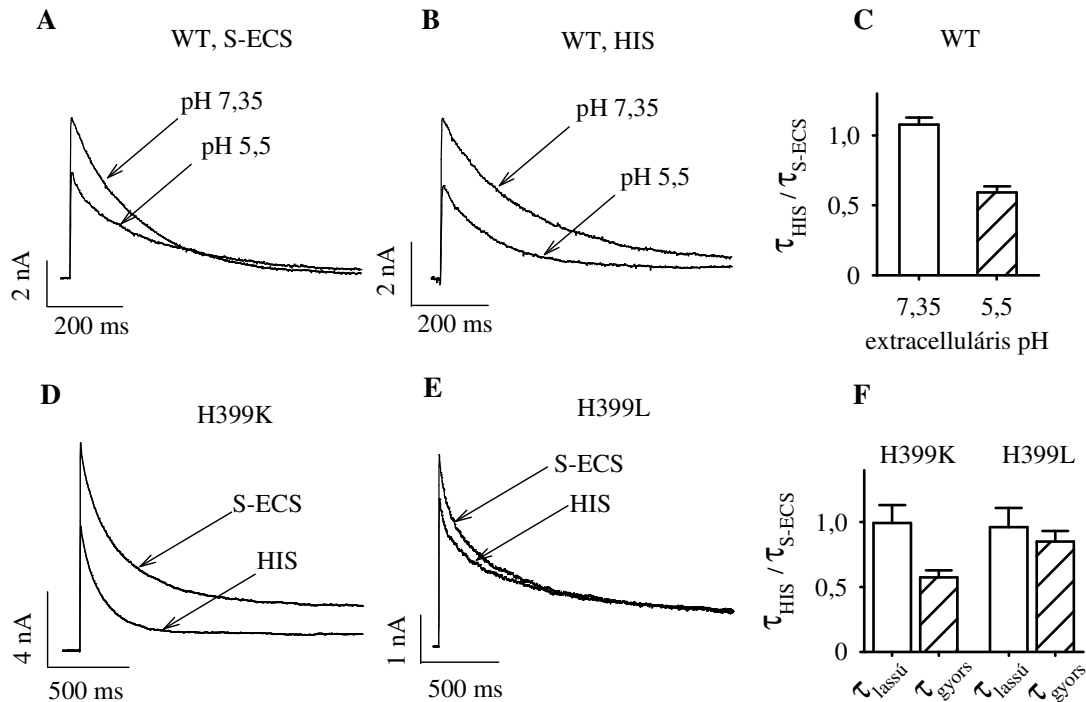 A
WT, S-ECS
pH 7,35
pH 5,5
2 nA
200 ms
B
WT, HIS
pH 7,35
pH 5,5
2 nA
200 ms
C
WT
τHIS / τS-ECS
1,0
0,5
0
7,35 5,5
extracelluláris pH
D
H399K
S-ECS
HIS
4 nA
500 ms
E
H399L
S-ECS
HIS
1 nA
500 ms
F
H399K H399L
τHIS / τS-ECS
1,0
0,5
0
τlassú τgyors τlassú τgyors